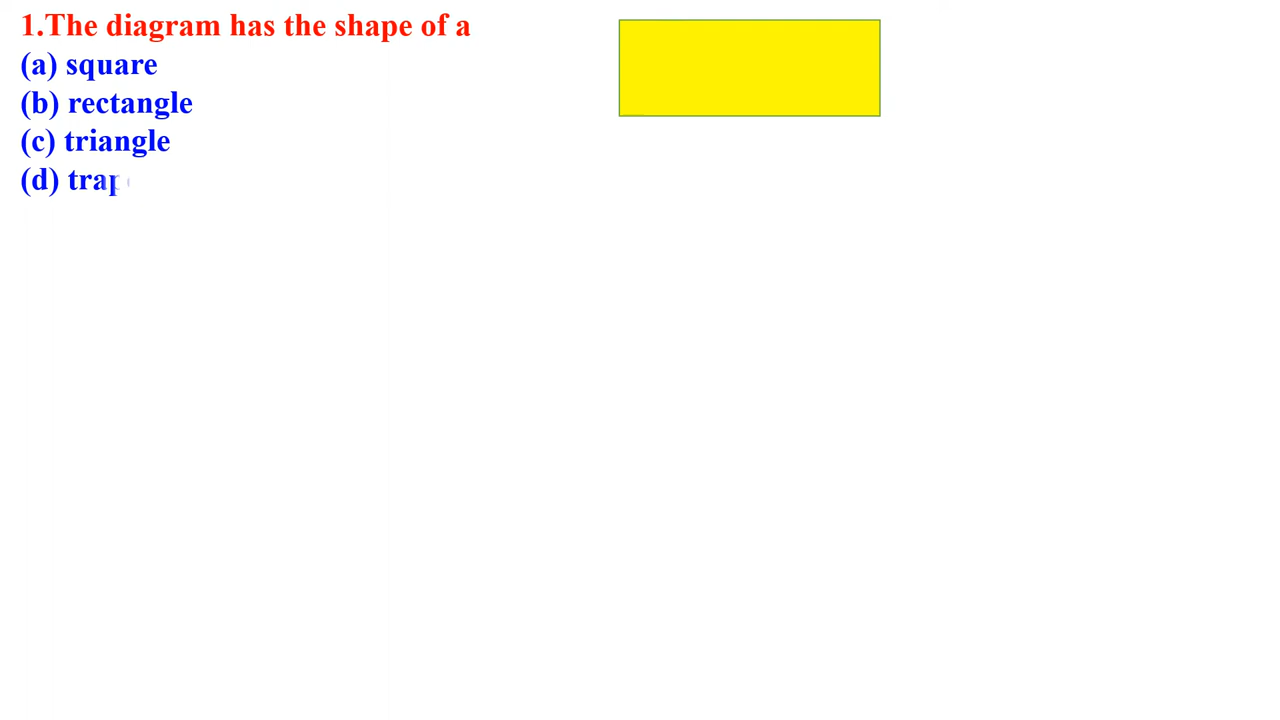 1.The diagram has the shape of a
(a) square
(b) rectangle
(c) triangle
(d) trap